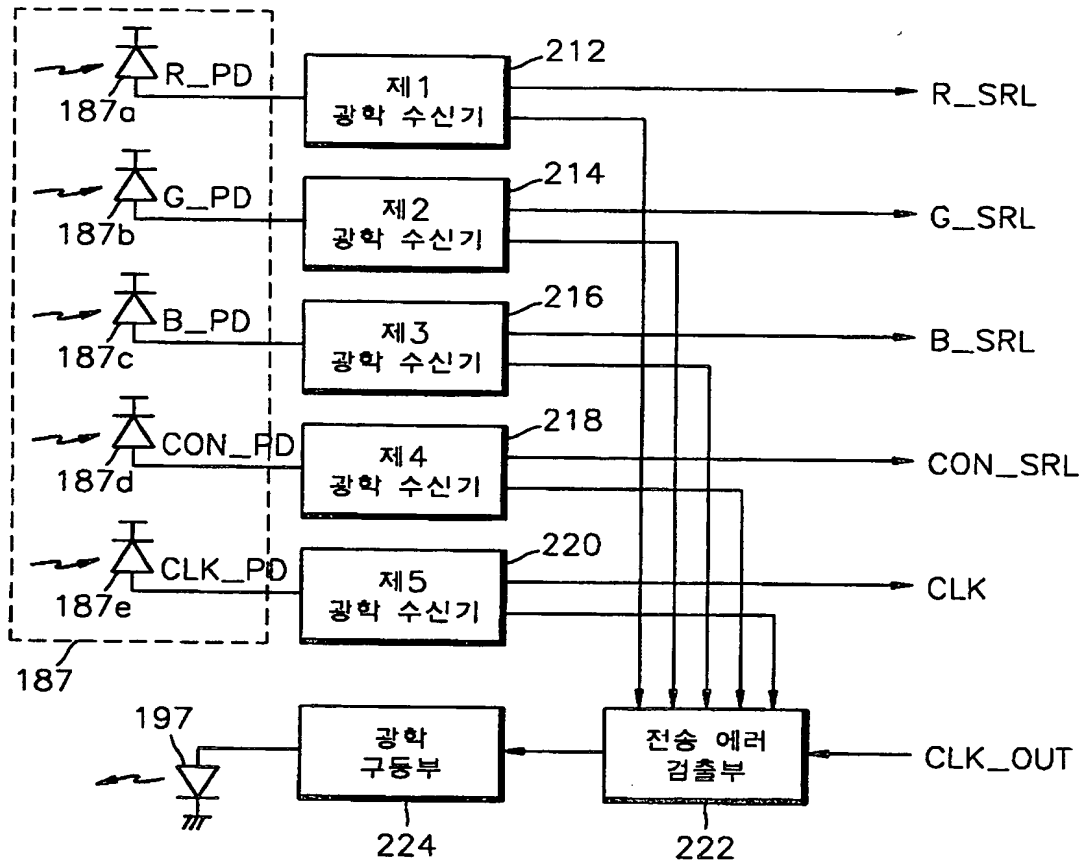 212
R_PD
제1
광학 수신기
R_SRL
187a
214
G_PD
제2
광학 수신기
G_SRL
187b
216
B_PD
제3
광학 수신기
B_SRL
187c
218
CON_PD
제4
광학 수신기
CON_SRL
187d
220
CLK_PD
제5
광학 수신기
CLK
187e
187
197
광학
구동부
전송 에러
검출부
CLK_OUT
224
222